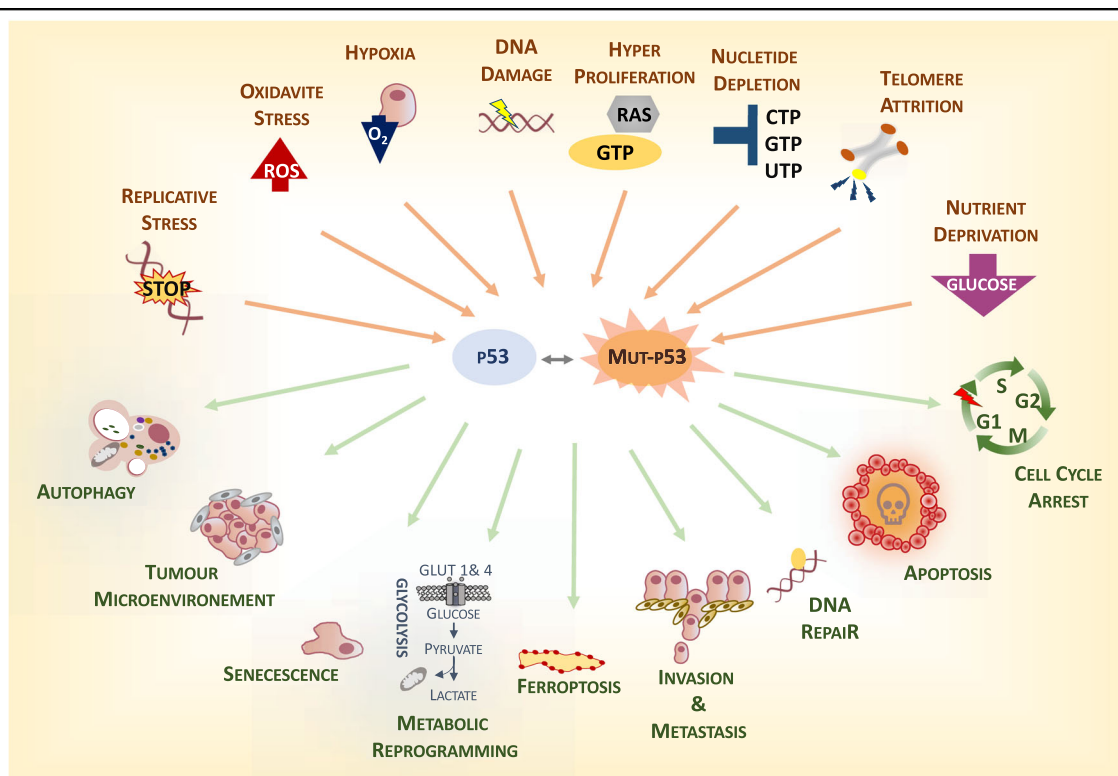 HYPOXIA
DNA
DAMAGE
HYPER
PROLIFERATION
RAS
GTP
NUCLETIDE
DEPLETION
CTP
GTP
UTP
TELOMERE
ATTRITION
OXIDAVITE
STRESS
ROS
O2
REPLICATIVE
STRESS
STOP
NUTRIENT
DEPRIVATION
GLUCOSE
P53
MUT-P53
S
G2
G1
M
CELL CYCLE
ARREST
AUTOPHAGY
TUMOUR
MICROENVIRONEMENT
SENECESCENCE
GLUT 1& 4
GLYCOLYSIS
GLUCOSE
PYRUVATE
LACTATE
METABOLIC
REPROGRAMMING
FERROPTOSIS
INVASION
&
METASTASIS
DNA
REPAIR
APOPTOSIS